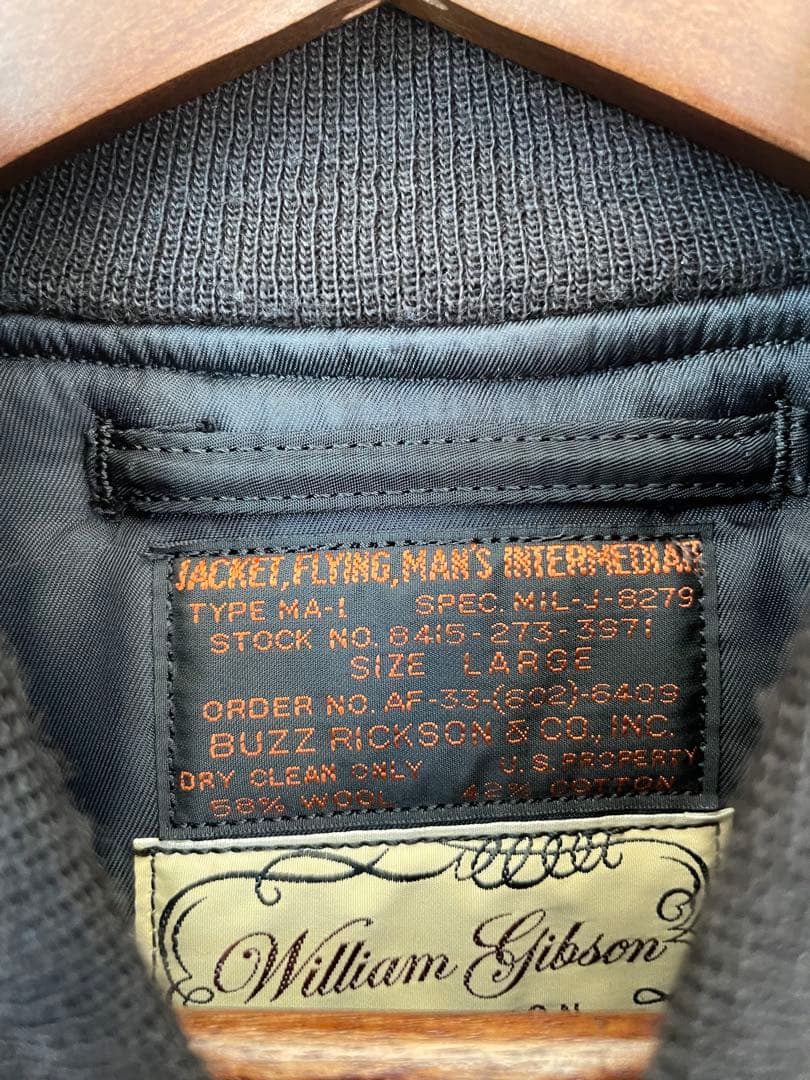 JACKET, FLYING, MAN'S INTERMEDIAT
TYPE MA-1 SPEC. MIL-J-8279
STOCK NO. 8415-273-3971
SIZE LARGE
ORDER NO. AF-33-(602)-6409
BUZZ RICKSON & CO., INC.
DRY CLEAN ONLY U.S. PROPERTY
58% WOOL 42% COTTON
William Gibson